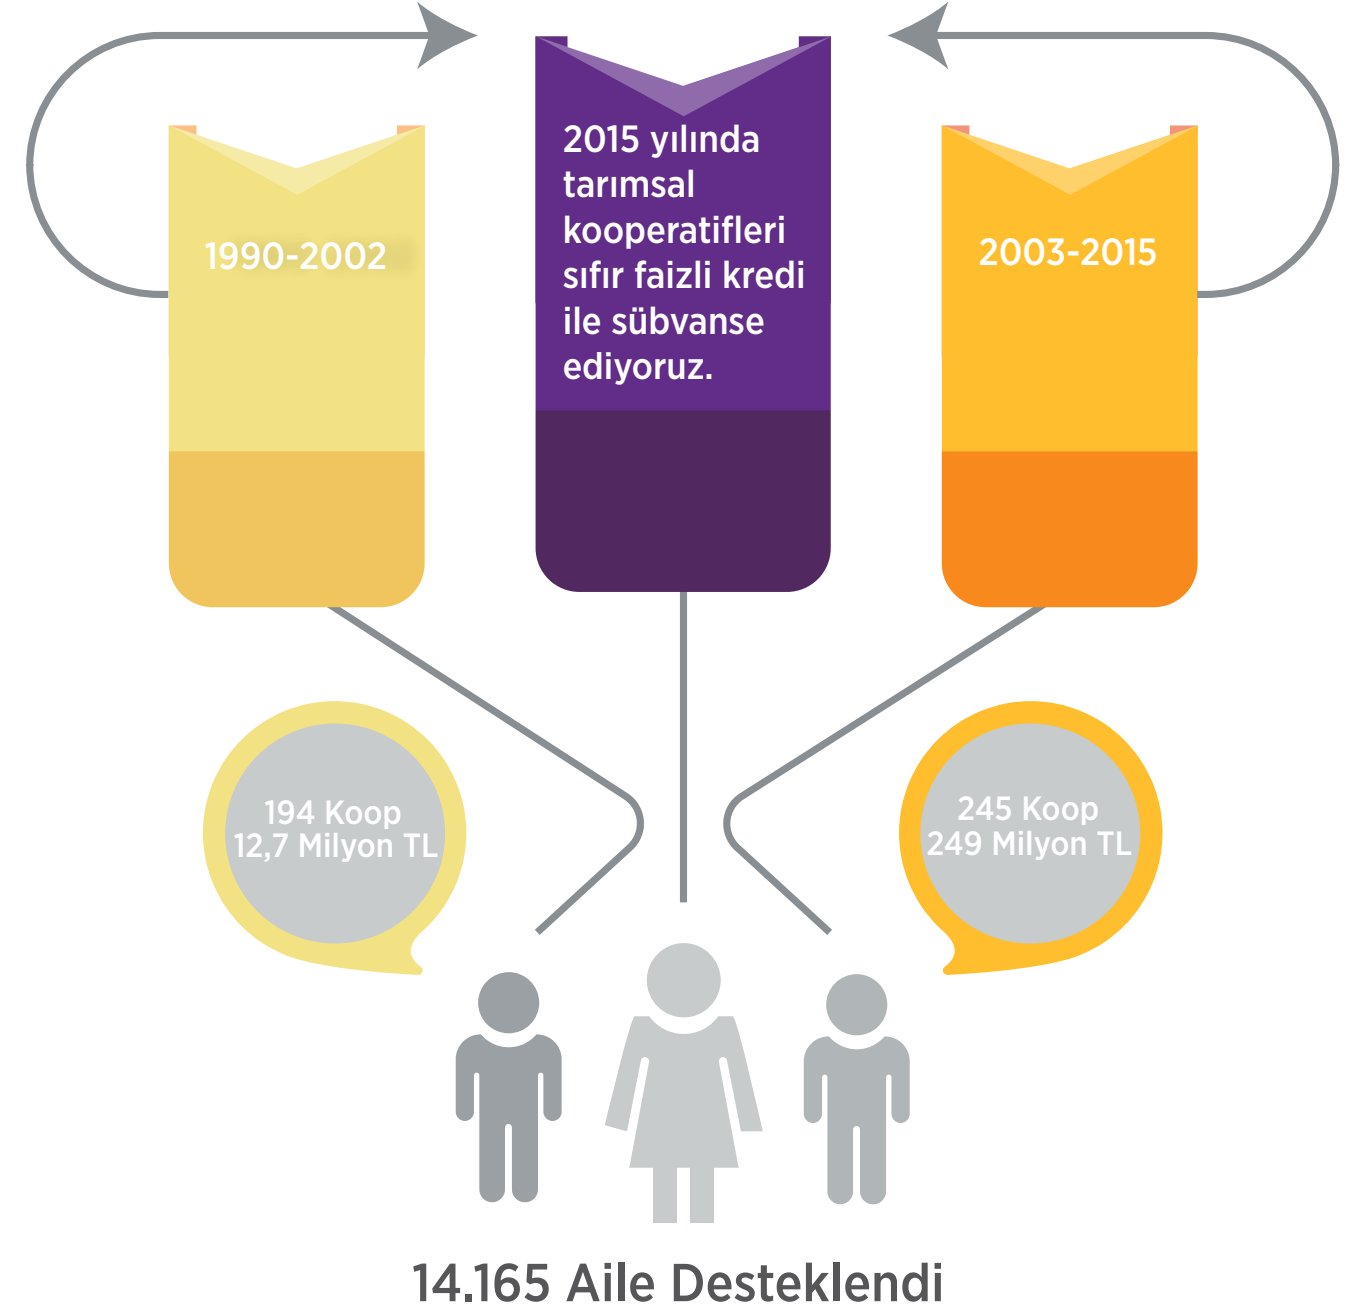 1990-2002
2015 yılında
tarımsal
kooperatifleri
sıfır faizli kredi
ile sübvanse
ediyoruz.
2003-2015
194 Koop
12,7 Milyon TL
245 Koop
249 Milyon TL
14.165 Aile Desteklendi